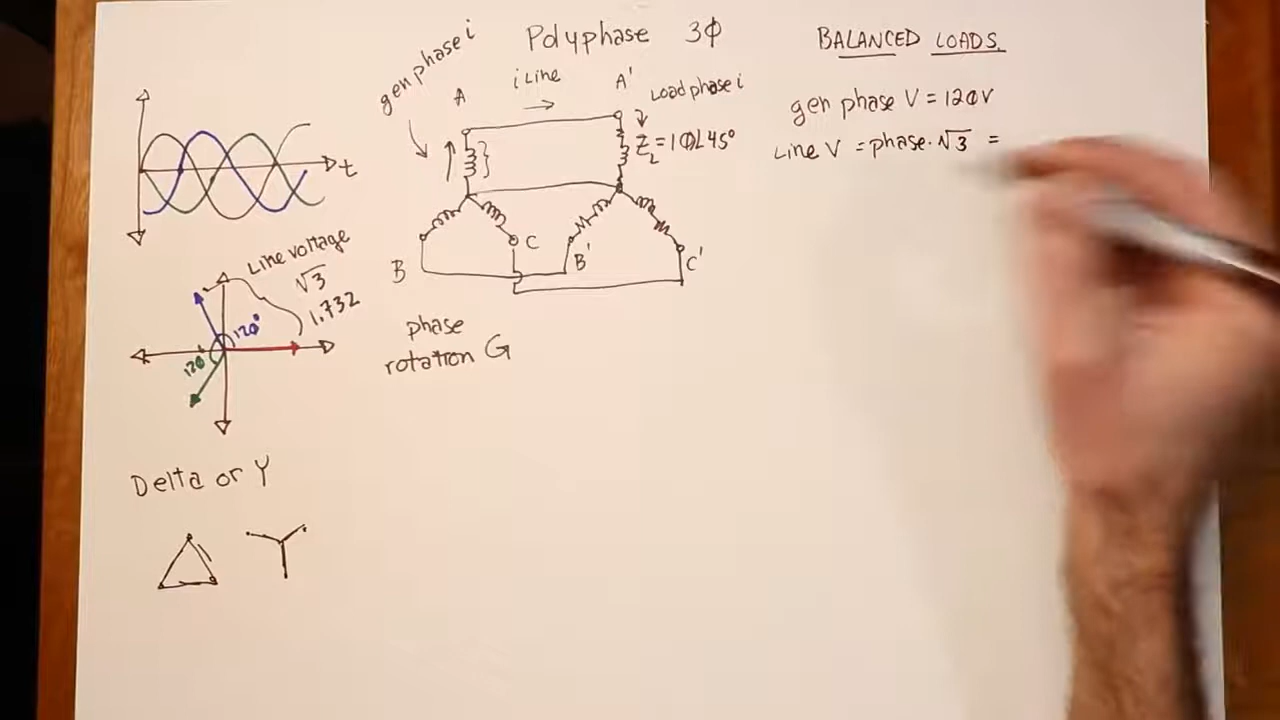 Polyphase 3φ
BALANCED LOADS.
gen phase i
i Line
A
A'
Load phase i
gen phase V = 120V
Line V = phase · √3 =
Z_L = 10∠45°
t
C
B
B'
C'
Line voltage
√3
1.732
120°
120
phase
rotation G
Delta or Y